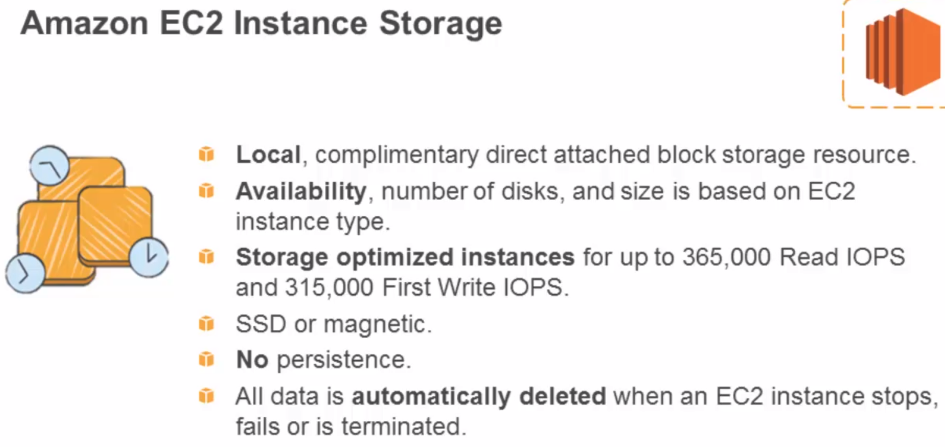 Amazon EC2 Instance Storage
Local, complimentary direct attached block storage resource.
Availability, number of disks, and size is based on EC2
instance type.
Storage optimized instances for up to 365,000 Read IOPS
and 315,000 First Write IOPS.
SSD or magnetic.
No persistence.
All data is automatically deleted when an EC2 instance stops,
fails or is terminated.